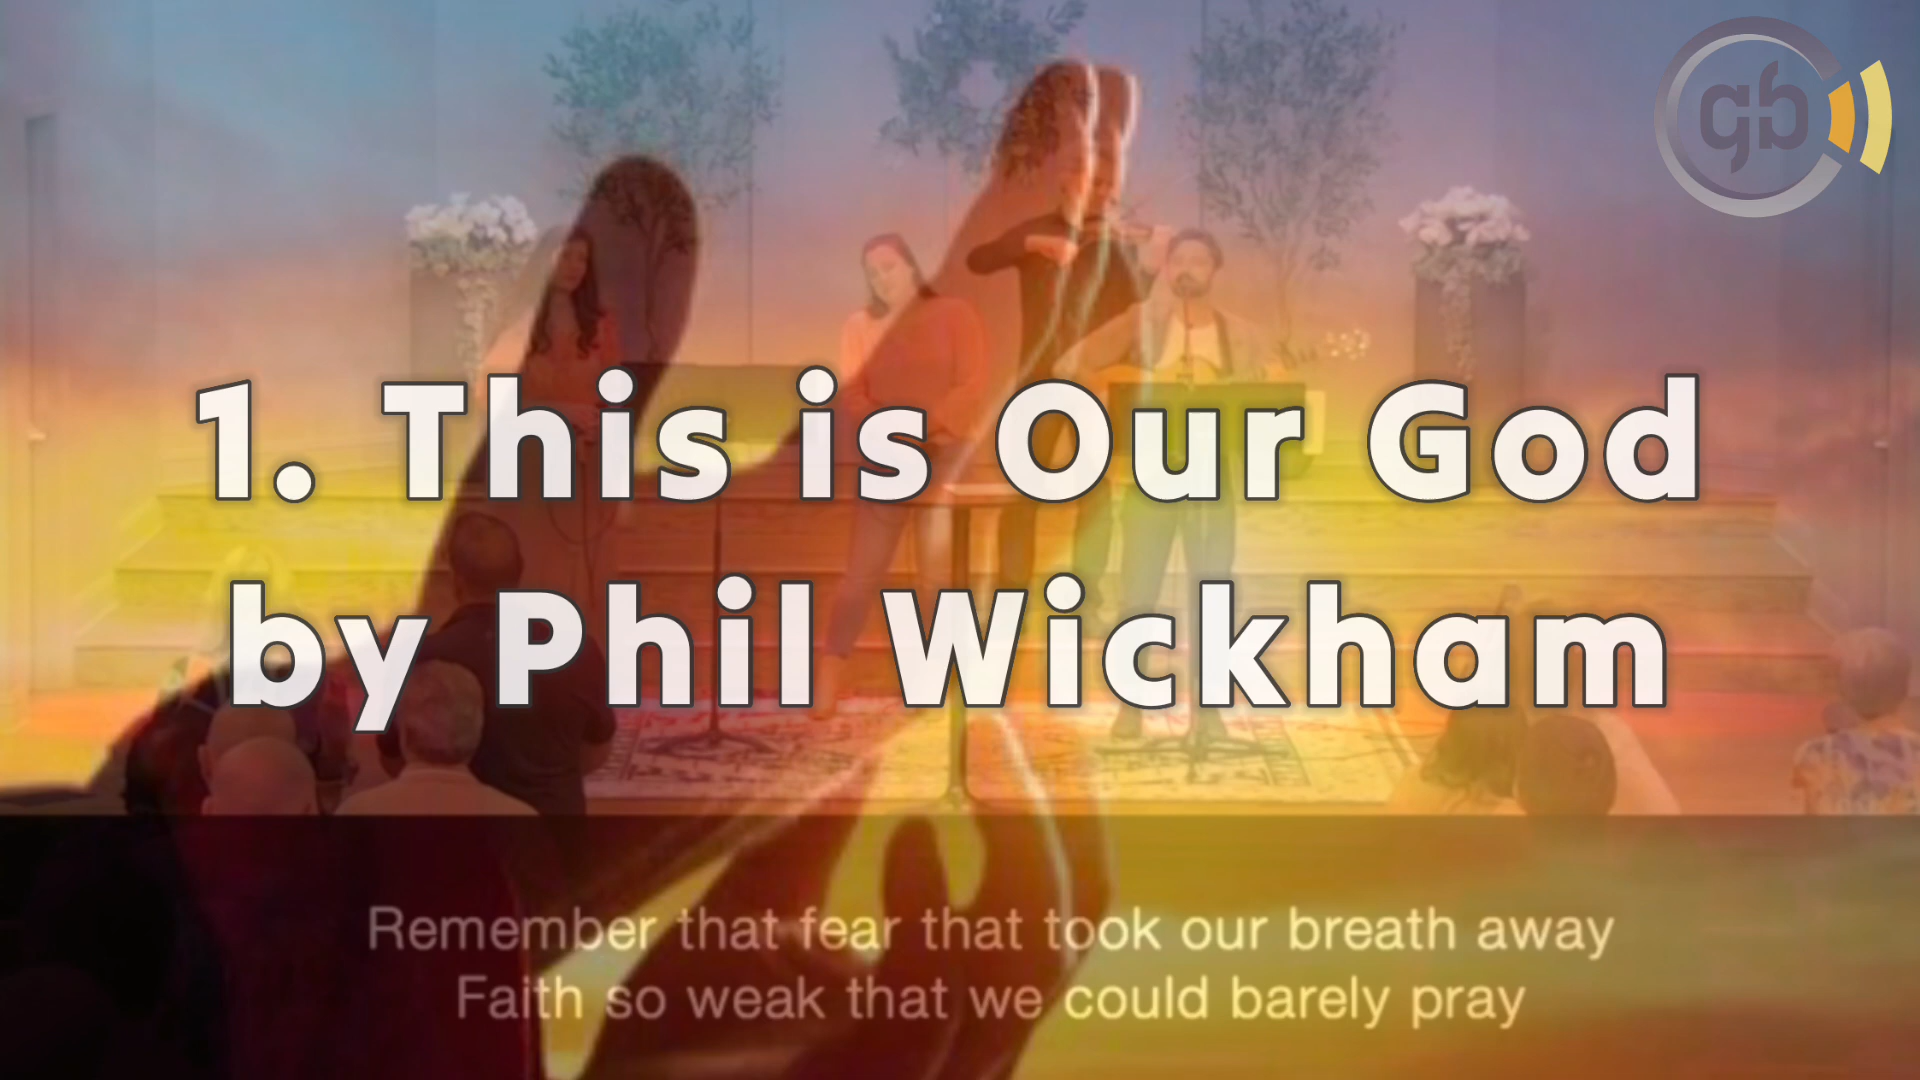 gb
1. This is Our God
by Phil Wickham
Remember that fear that took our breath away
Faith so weak that we could barely pray